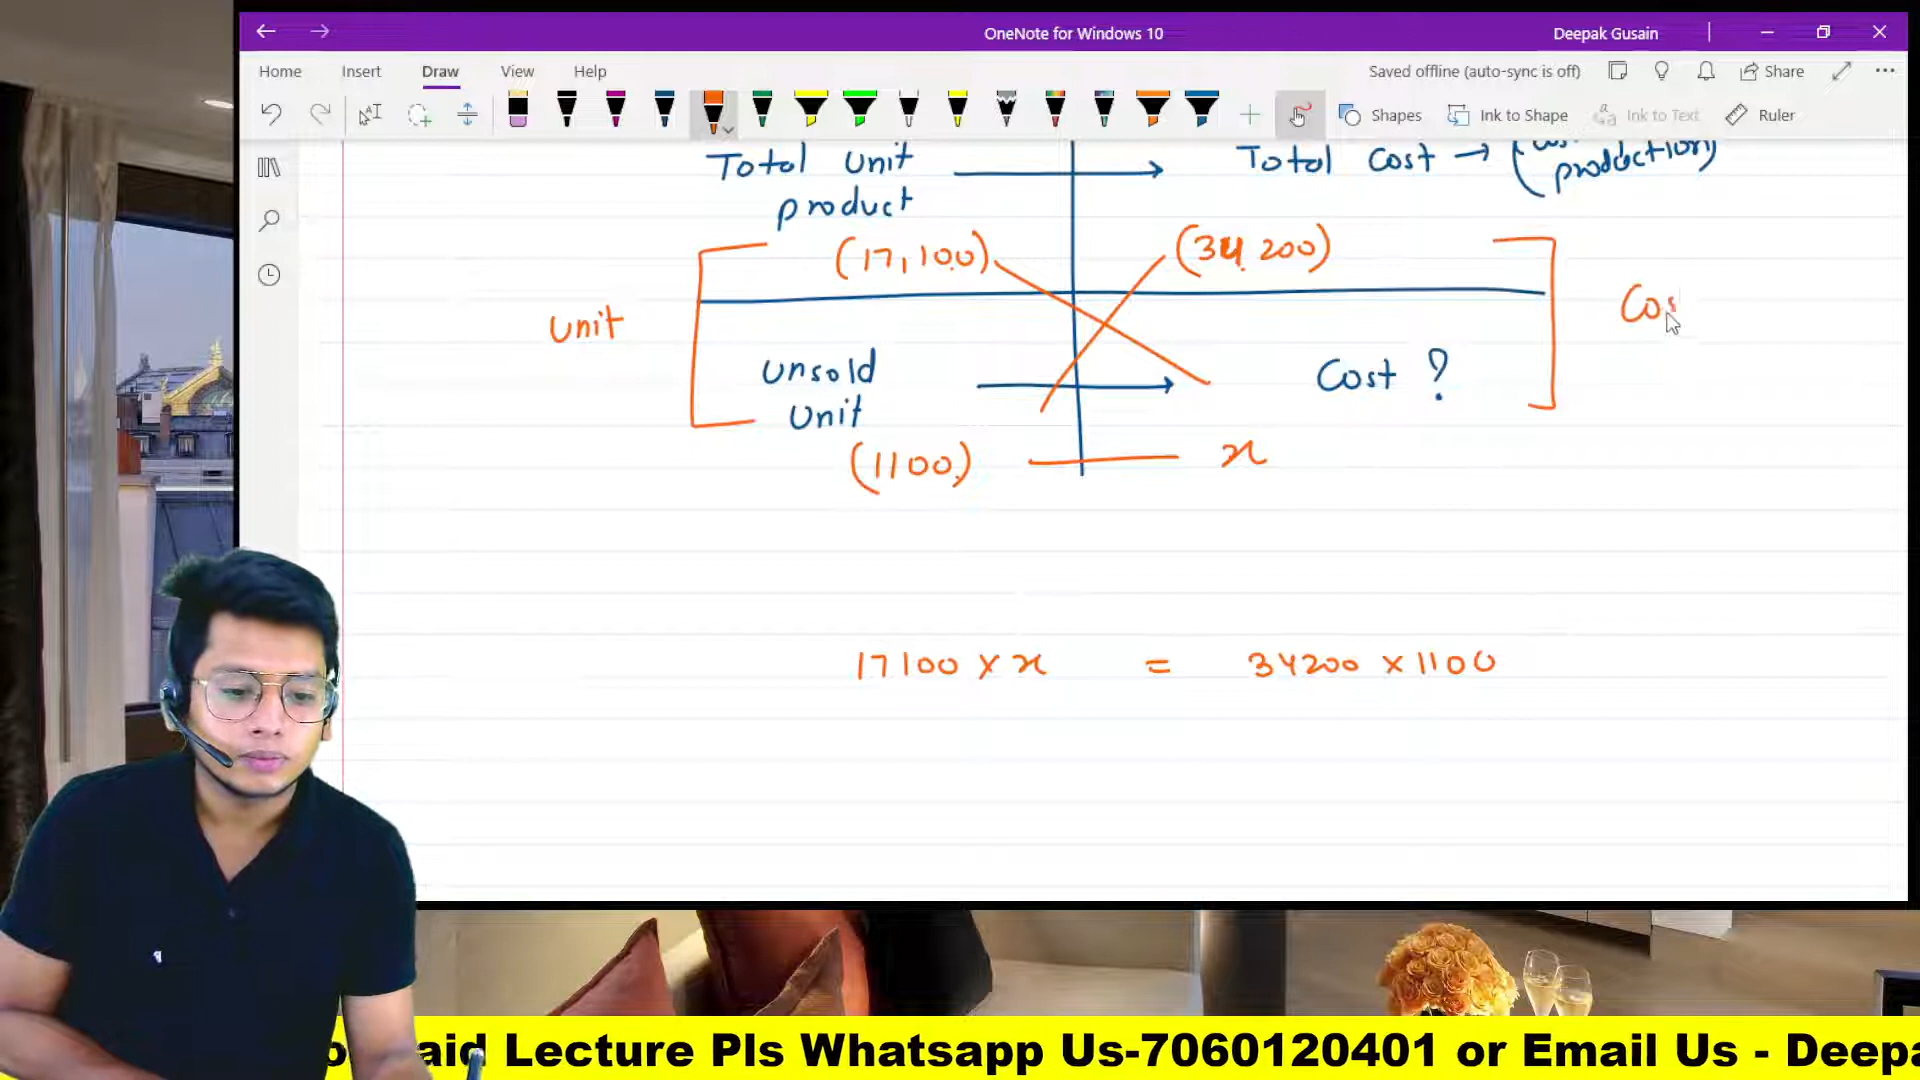 OneNote for Windows 10
Deepak Gusain
Home Insert Draw View Help
Saved offline (auto-sync is off)
Share
Shapes
Ink to Shape
Ink to Text
Ruler
Total unit product
Total Cost →
production)
(17,100)
(34,200)
unit
Cos
unsold unit
Cost ?
(1100)
x
17100 × x = 34200 × 1100
aid Lecture Pls Whatsapp Us-7060120401 or Email Us - Deepa